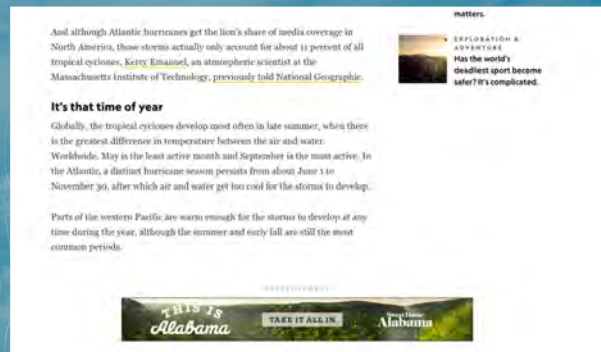 And although Atlantic hurricanes get the lion's share of media coverage in
North America, those storms actually only account for about 11 percent of all
tropical cyclones, Kerry Emanuel, an atmospheric scientist at the
Massachusetts Institute of Technology, previously told National Geographic.
It's that time of year
Globally, the tropical cyclones develop most often in late summer, when there
is the greatest difference in temperature between the air and water.
Worldwide, May is the least active month and September is the most active. In
the Atlantic, a distinct hurricane season persists from about June 1 to
November 30, after which air and water get too cool for the storms to develop.
Parts of the western Pacific are warm enough for the storms to develop at any
time during the year, although the summer and early fall are still the most
common periods.
matters.
EXPLORATION &
ADVENTURE
Has the world's
deadliest sport become
safer? It's complicated.
ADVERTISEMENT
THIS IS
Alabama
TAKE IT ALL IN
Sweet Home
Alabama